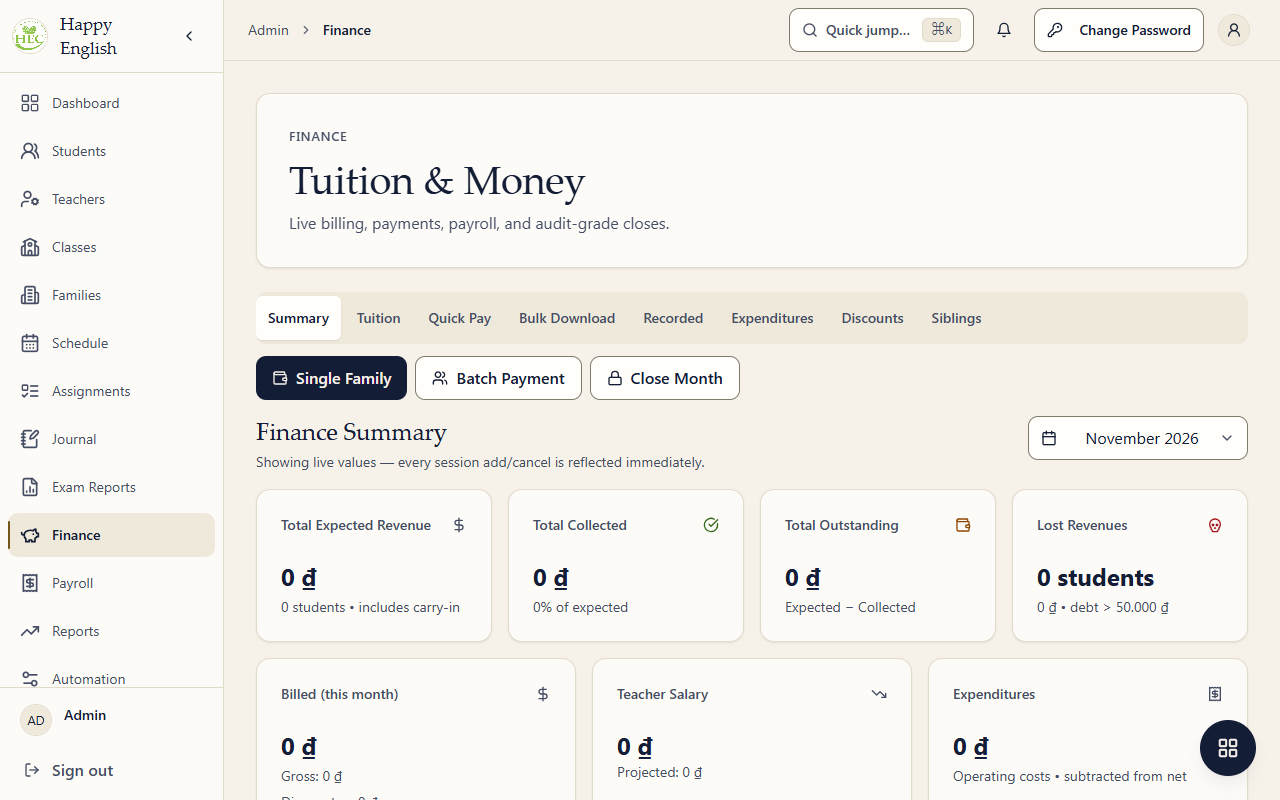 HEC
Happy
English
Admin
Finance
Quick jump...
⌘K
Change Password
Dashboard
Students
Teachers
Classes
Families
Schedule
Assignments
Journal
Exam Reports
Finance
Payroll
Reports
Automation
AD
Admin
Sign out
FINANCE
Tuition & Money
Live billing, payments, payroll, and audit-grade closes.
Summary
Tuition
Quick Pay
Bulk Download
Recorded
Expenditures
Discounts
Siblings
Single Family
Batch Payment
Close Month
Finance Summary
Showing live values — every session add/cancel is reflected immediately.
November 2026
Total Expected Revenue
0 ₫
0 students • includes carry-in
Total Collected
0 ₫
0% of expected
Total Outstanding
0 ₫
Expected − Collected
Lost Revenues
0 students
0 ₫ • debt > 50.000 ₫
Billed (this month)
0 ₫
Gross: 0 ₫
Teacher Salary
0 ₫
Projected: 0 ₫
Expenditures
0 ₫
Operating costs • subtracted from net